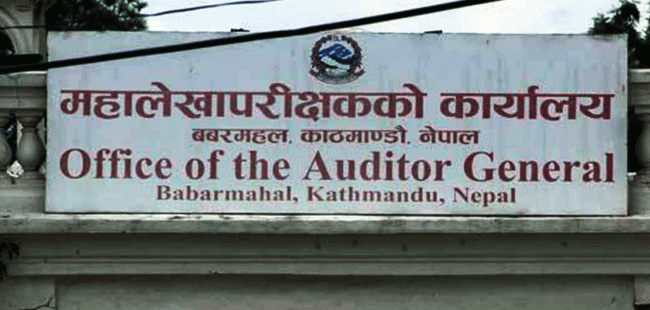 महालेखापरीक्षकको कार्यालय
बबरमहल, काठमाण्डौ, नेपाल
Office of the Auditor General
Babarmahal, Kathmandu, Nepal